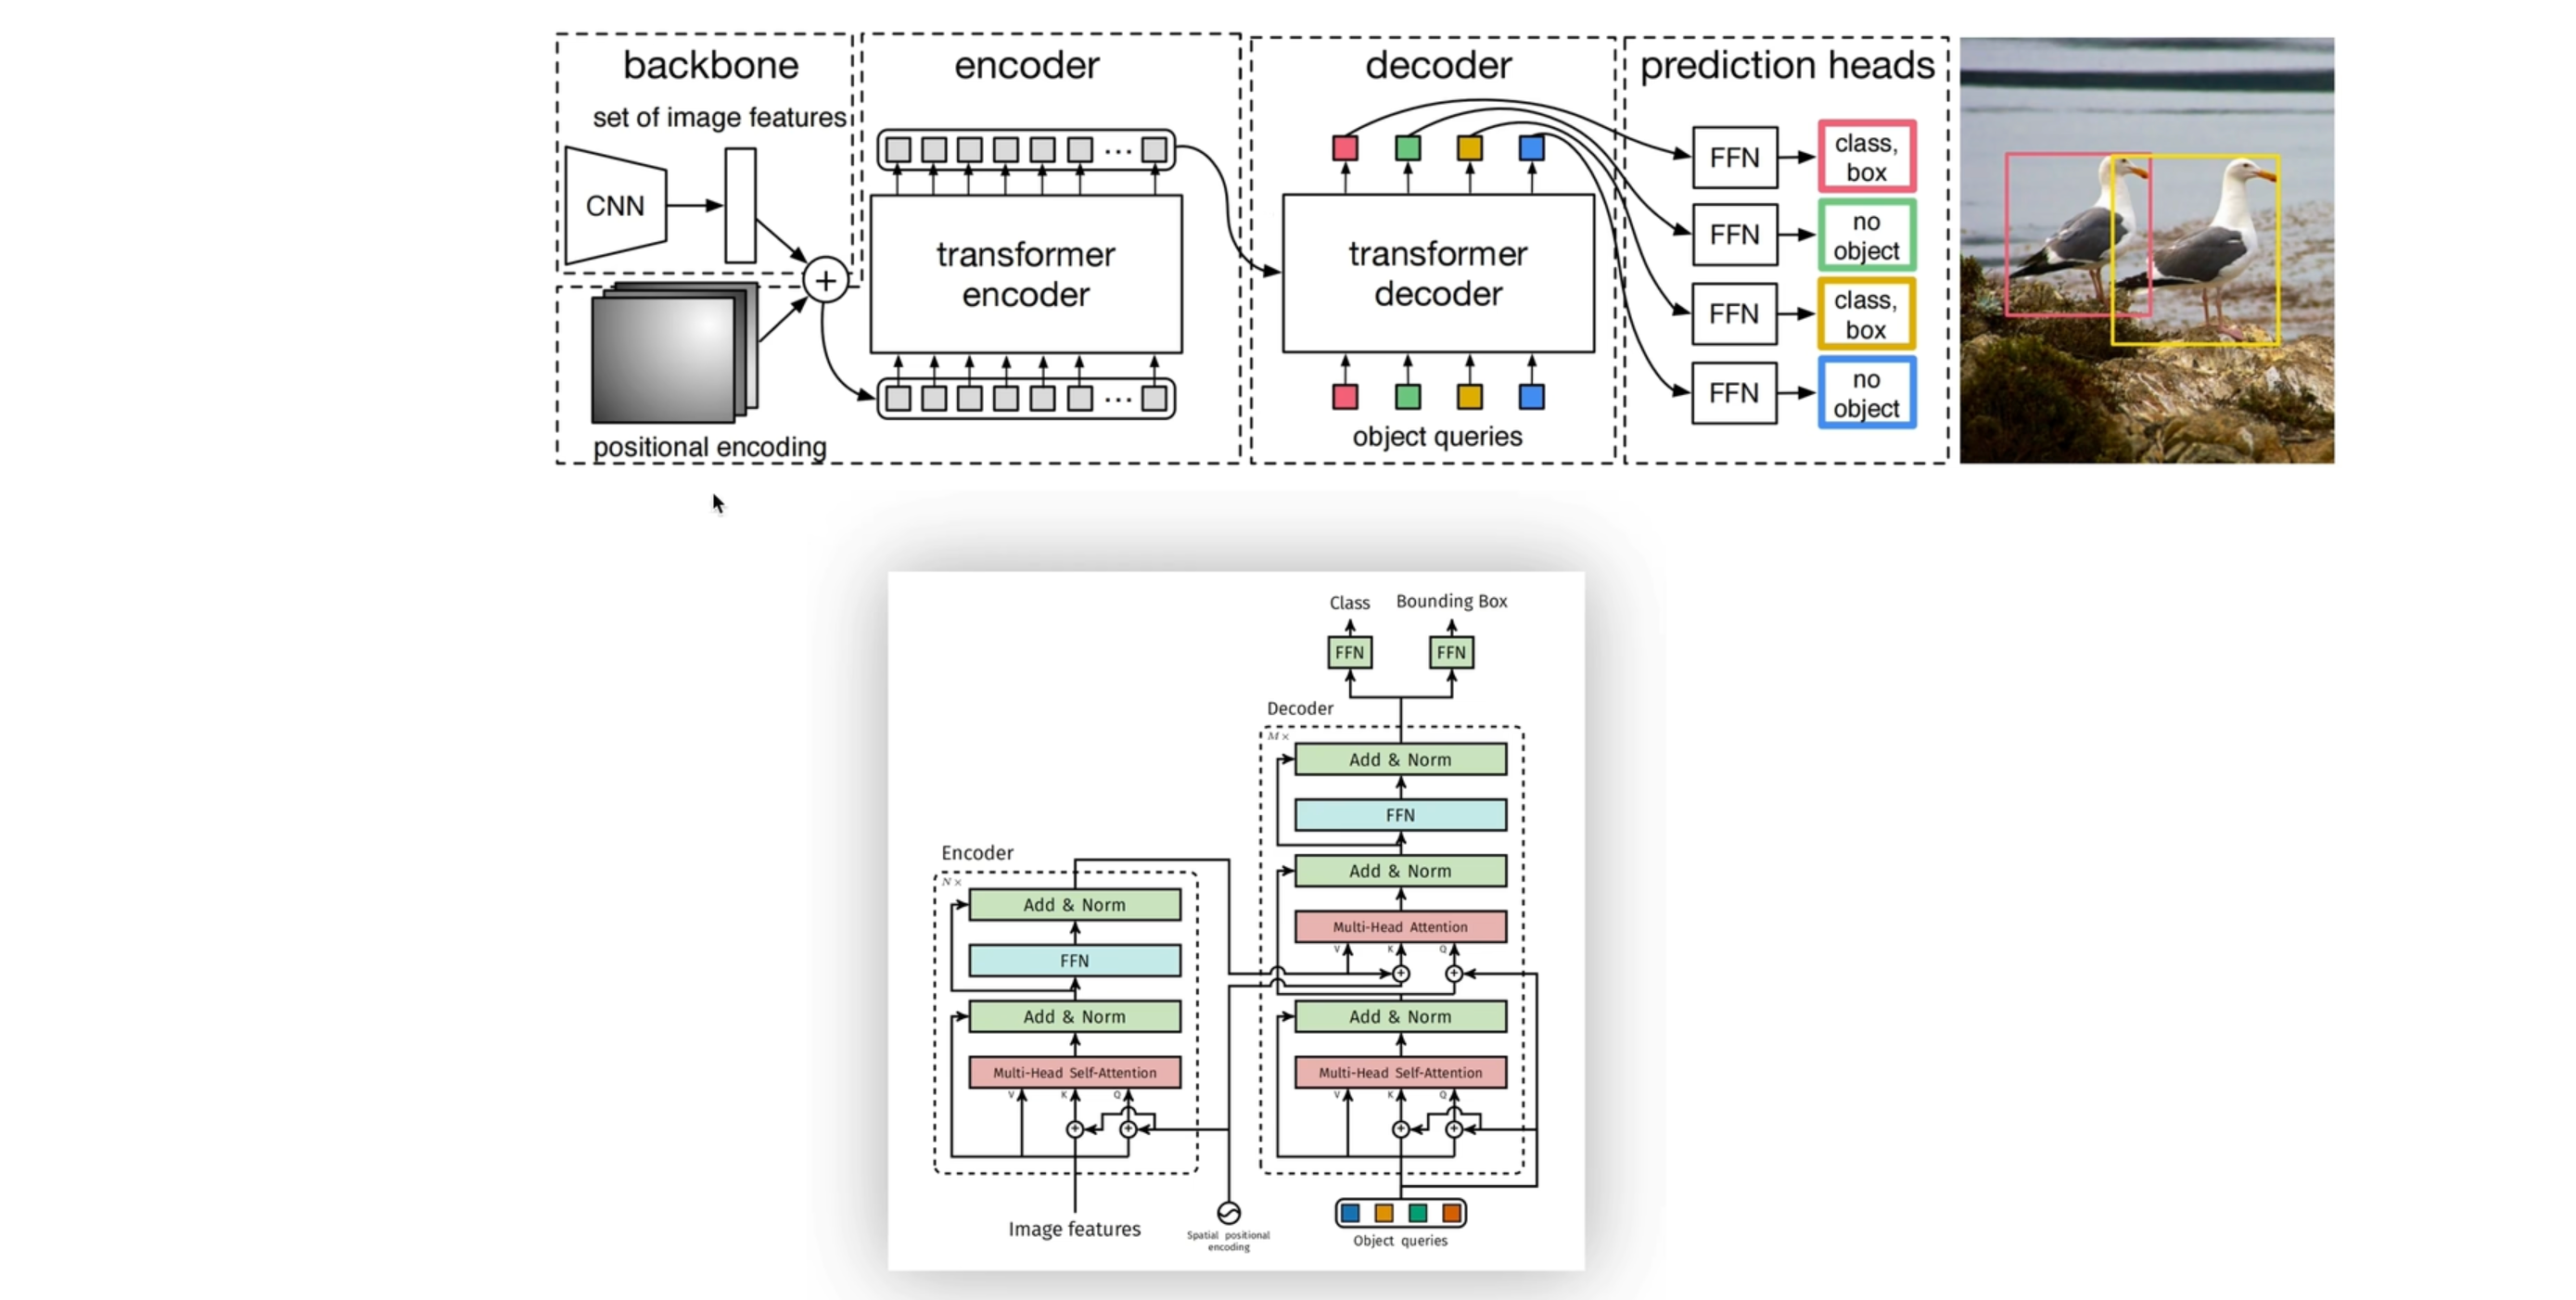 backbone
set of image features
CNN
+
positional encoding
encoder
...
transformer
encoder
...
decoder
transformer
decoder
object queries
prediction heads
FFN
class,
box
FFN
no
object
FFN
class,
box
FFN
no
object
Class
Bounding Box
FFN
FFN
Decoder
M×
Add & Norm
FFN
Add & Norm
Multi-Head Attention
V K Q
+ +
Add & Norm
Multi-Head Self-Attention
V K Q
+ +
Object queries
Encoder
N×
Add & Norm
FFN
Add & Norm
Multi-Head Self-Attention
V K Q
+ +
Image features
Spatial positional
encoding